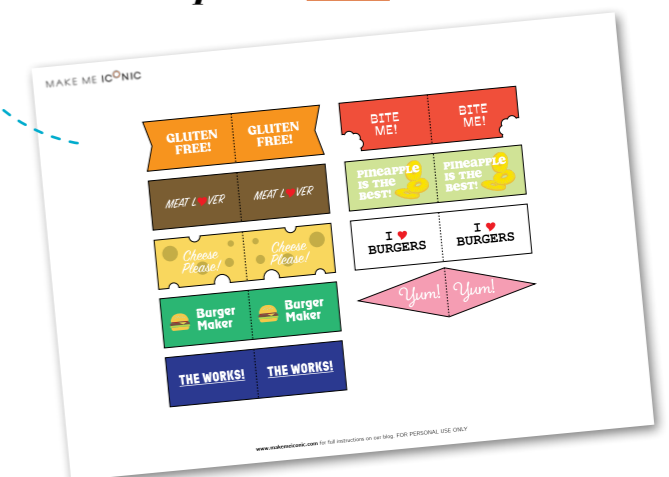 MAKE ME ICONIC
GLUTEN
FREE!
GLUTEN
FREE!
BITE
ME!
BITE
ME!
MEAT L❤VER
MEAT L❤VER
PINEAPPLE
IS THE
BEST!
PINEAPPLE
IS THE
BEST!
Cheese
Please!
Cheese
Please!
I ❤
BURGERS
I ❤
BURGERS
Burger
Maker
Burger
Maker
Yum!
Yum!
THE WORKS!
THE WORKS!
www.makemeiconic.com for full instructions on our blog. FOR PERSONAL USE ONLY